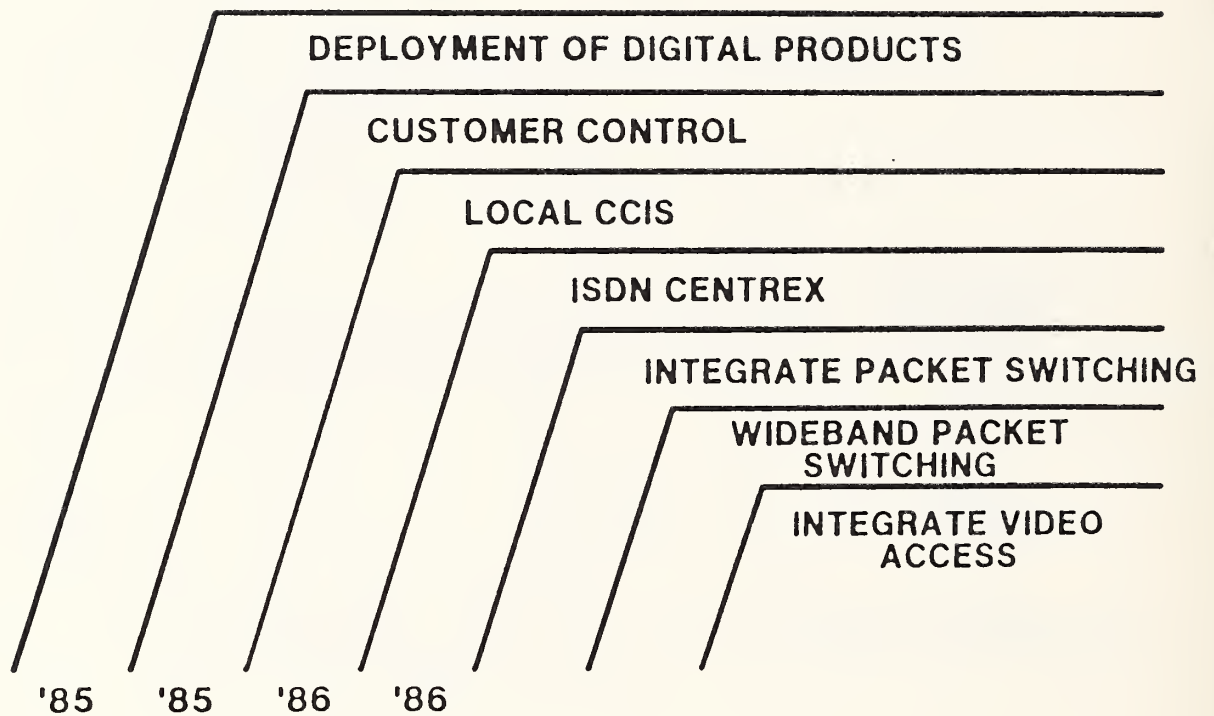 DEPLOYMENT OF DIGITAL PRODUCTS
CUSTOMER CONTROL
LOCAL CCIS
ISDN CENTREX
INTEGRATE PACKET SWITCHING
WIDEBAND PACKET
SWITCHING
INTEGRATE VIDEO
ACCESS
'85 '85 '86 '86